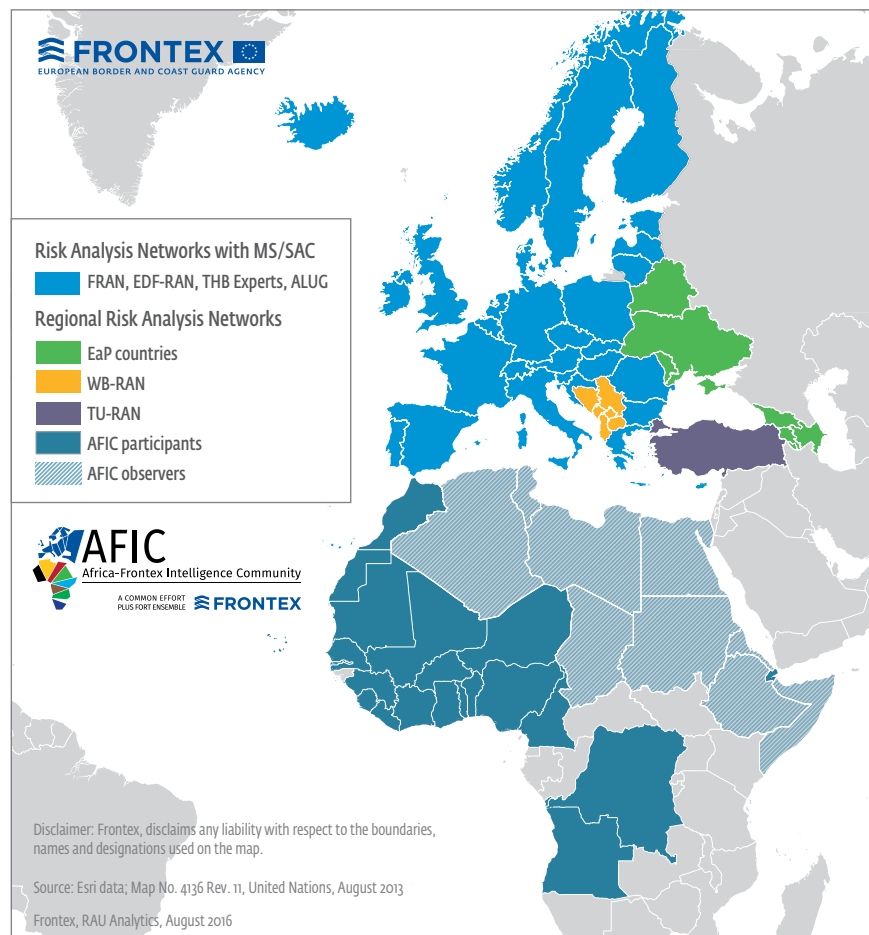 FRONTEX
EUROPEAN BORDER AND COAST GUARD AGENCY
Risk Analysis Networks with MS/SAC
FRAN, EDF-RAN, THB Experts, ALUG
Regional Risk Analysis Networks
EaP countries
WB-RAN
TU-RAN
AFIC participants
AFIC observers
AFIC
Africa-Frontex Intelligence Community
A COMMON EFFORT
PLUS FORT ENSEMBLE
FRONTEX
Disclaimer: Frontex, disclaims any liability with respect to the boundaries,
names and designations used on the map.
Source: Esri data; Map No. 4136 Rev. 11, United Nations, August 2013
Frontex, RAU Analytics, August 2016